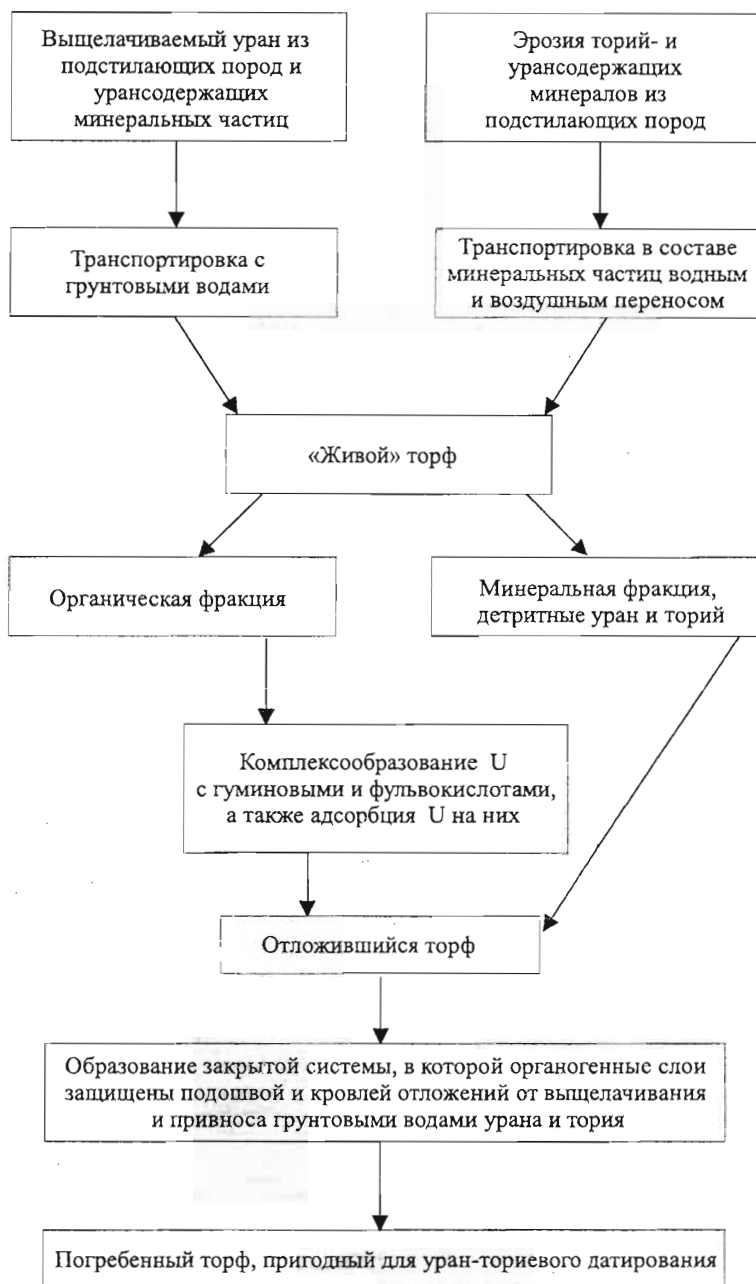 Выщелачиваемый уран из
подстилающих пород и
урансодержащих
минеральных частиц
Эрозия торий- и
урансодержащих
минералов из
подстилающих пород
Транспортировка с
грунтовыми водами
Транспортировка в составе
минеральных частиц водным
и воздушным переносом
«Живой» торф
Органическая фракция
Минеральная фракция,
детритные уран и торий
Комплексообразование U
с гуминовыми и фульвокислотами,
а также адсорбция U на них
Отложившийся торф
Образование закрытой системы, в которой органогенные слои
защищены подошвой и кровлей отложений от выщелачивания
и привноса грунтовыми водами урана и тория
Погребенный торф, пригодный для уран-ториевого датирования